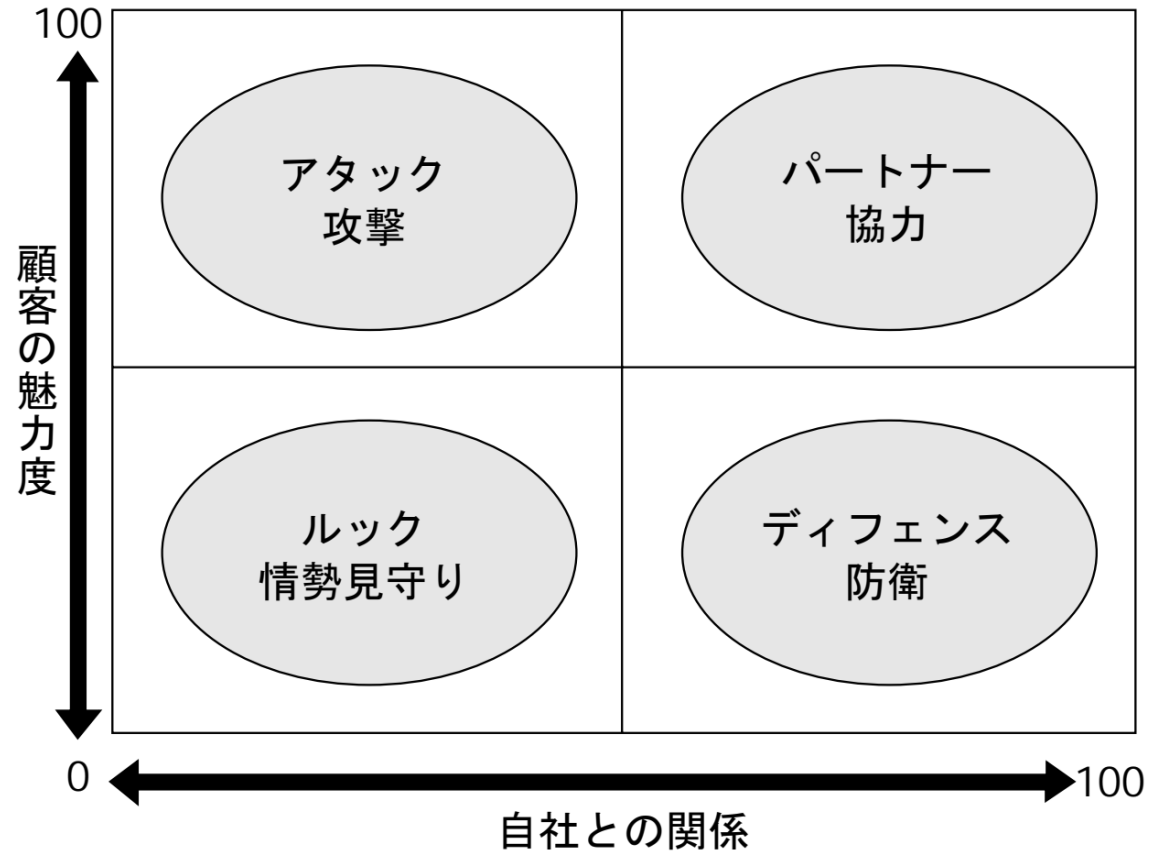 100
アタック
攻撃
パートナー
協力
顧客の魅力度
ルック
情勢見守り
ディフェンス
防衛
0
100
自社との関係